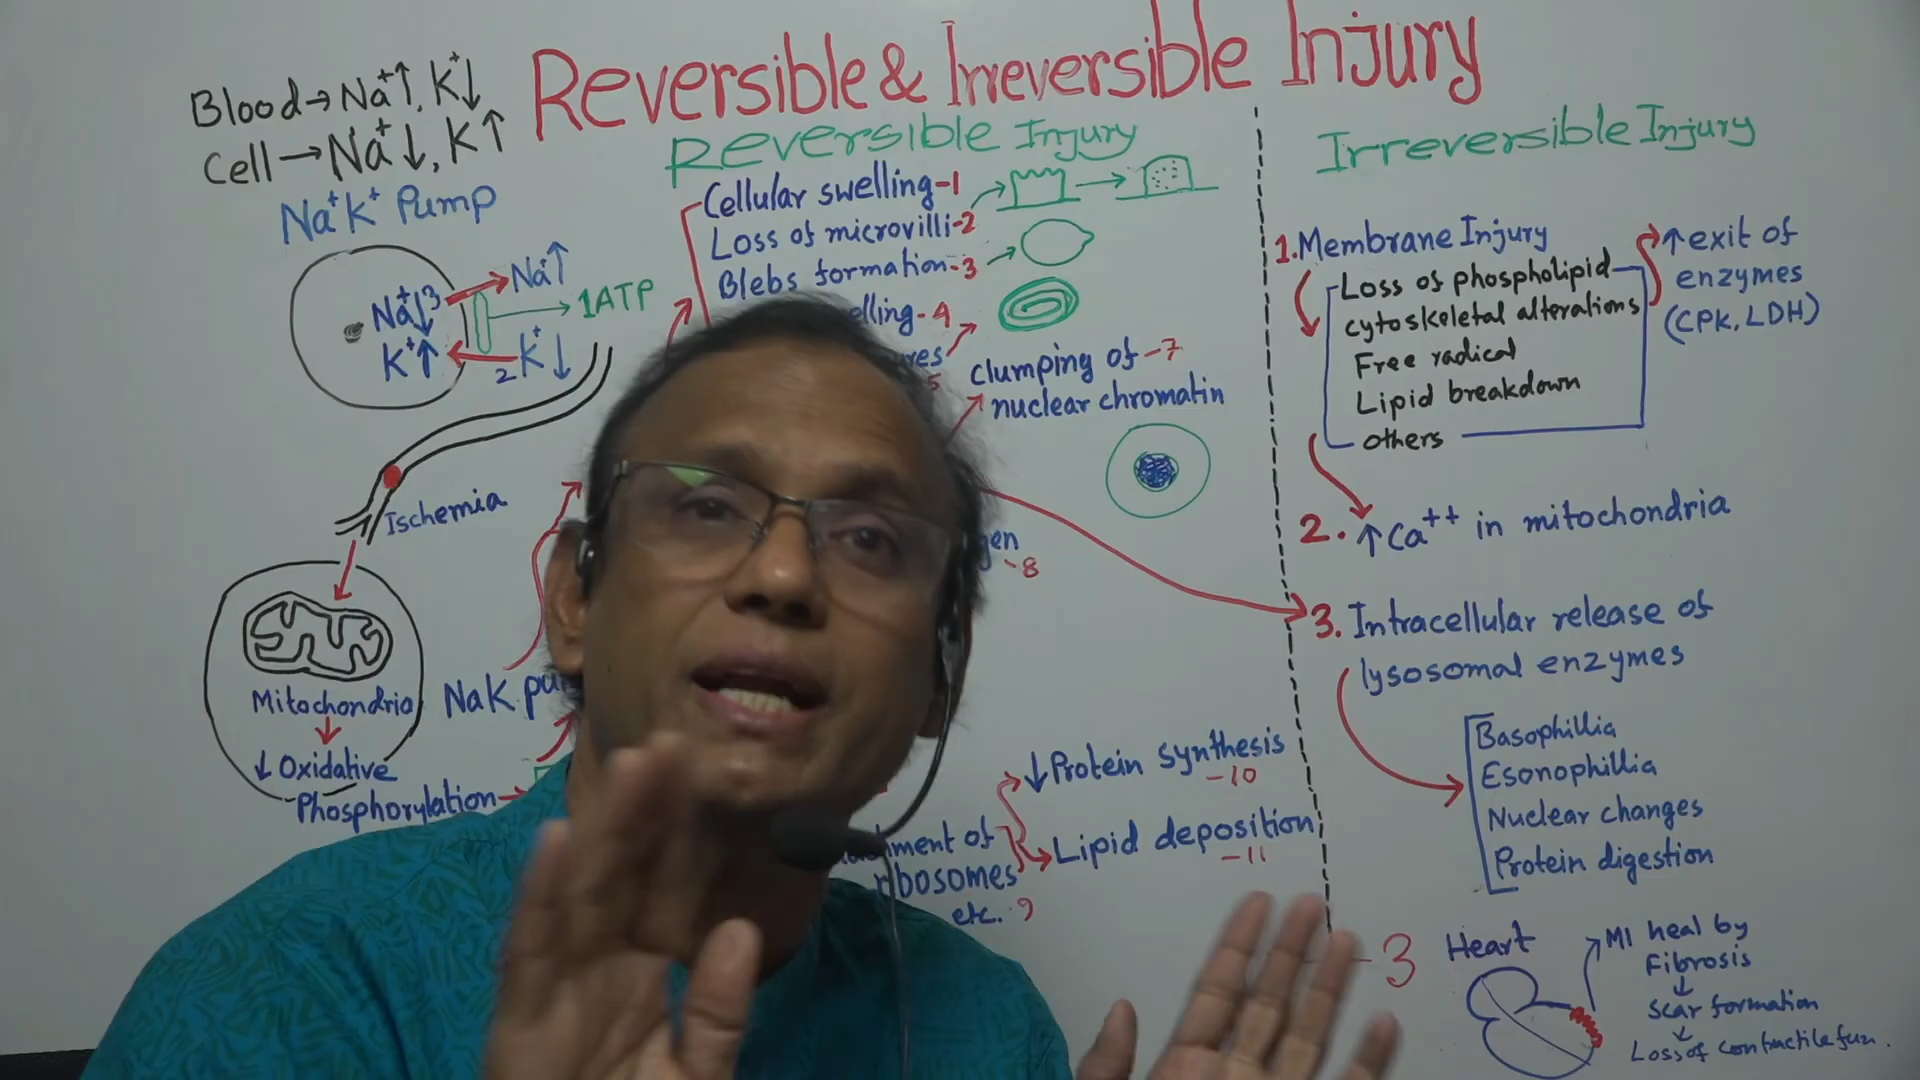 Reversible & Irreversible Injury
Blood→Na⁺↑, K⁺↓
Cell→Na⁺↓, K⁺↑
Na⁺K⁺ Pump
Na⁺↓3
Na⁺↑
K⁺↑
2 K⁺↓
1ATP
Ischemia
Mitochondria
↓ Oxidative
Phosphorylation
NaK.
Reversible Injury
Cellular swelling-1
Loss of microvilli-2
Blebs formation-3
-4
5
clumping of -7
nuclear chromatin
-8
↓ Protein synthesis
-10
Lipid deposition
-11
of
etc. 9
Irreversible Injury
1. Membrane Injury
Loss of phospholipid
cytoskeletal alterations
Free radical
Lipid breakdown
others
↑ exit of
enzymes
(CPK, LDH)
2. ↑ Ca⁺⁺ in mitochondria
3. Intracellular release of
lysosomal enzymes
Basophillia
Esonophillia
Nuclear changes
Protein digestion
3
Heart
MI heal by
Fibrosis
↓
Scar formation
↓
Loss of contractile fun.